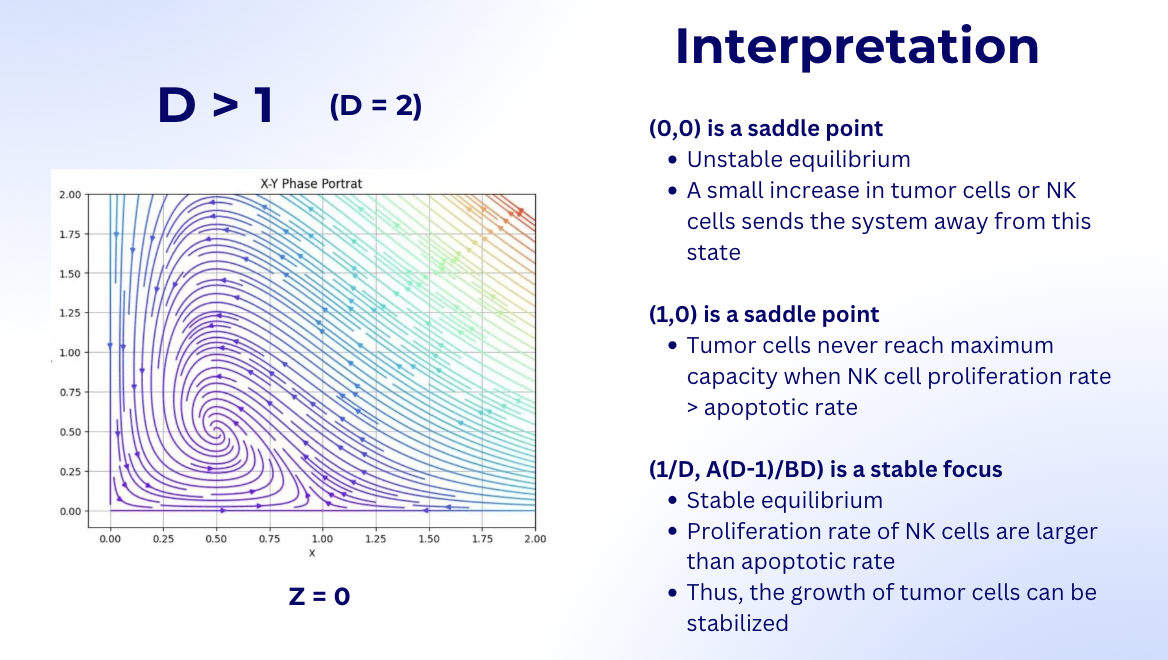 Interpretation
D > 1 (D = 2)
X-Y Phase Portrat
2.00
1.75
1.50
1.25
1.00
0.75
0.50
0.25
0.00
0.00 0.25 0.50 0.75 1.00 1.25 1.50 1.75 2.00
x
Z = 0
(0,0) is a saddle point
• Unstable equilibrium
• A small increase in tumor cells or NK
cells sends the system away from this
state
(1,0) is a saddle point
• Tumor cells never reach maximum
capacity when NK cell proliferation rate
> apoptotic rate
(1/D, A(D-1)/BD) is a stable focus
• Stable equilibrium
• Proliferation rate of NK cells are larger
than apoptotic rate
• Thus, the growth of tumor cells can be
stabilized